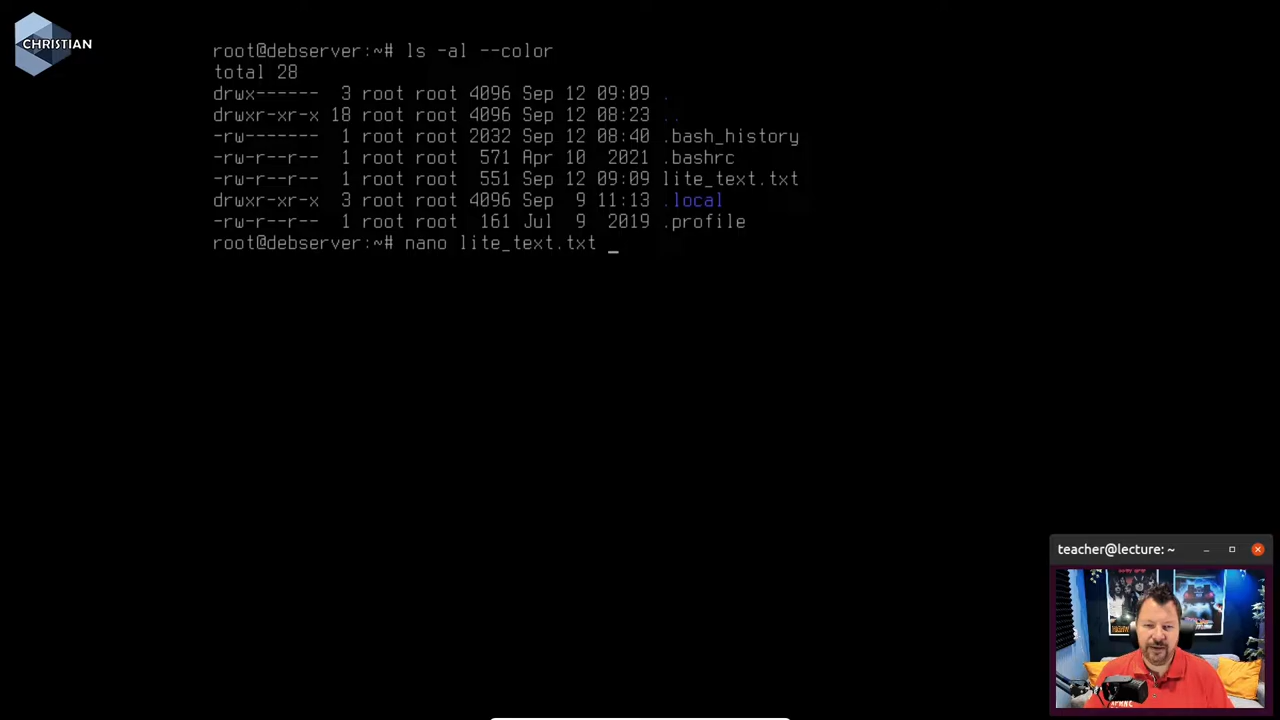 CHRISTIAN
root@debserver:~# ls -al --color
total 28
drwx------  3 root root 4096 Sep 12 09:09 .
drwxr-xr-x 18 root root 4096 Sep 12 08:23 ..
-rw-------  1 root root 2032 Sep 12 08:40 .bash_history
-rw-r--r--  1 root root  571 Apr 10  2021 .bashrc
-rw-r--r--  1 root root  551 Sep 12 09:09 lite_text.txt
drwxr-xr-x  3 root root 4096 Sep  9 11:13 .local
-rw-r--r--  1 root root  161 Jul  9  2019 .profile
root@debserver:~# nano lite_text.txt _
teacher@lecture: ~